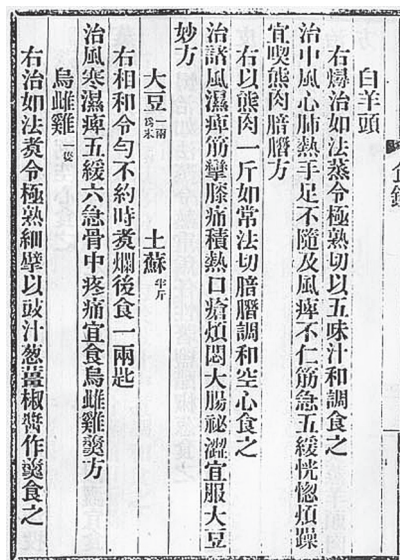 白羊頭
右燖治如法蒸令極熟切以五味汁和調食之
治中風心肺熱手足不隨及風痺不仁筋急五緩恍惚煩躁
宜喫熊肉腤䐶方
右以熊肉一斤如常法切腤䐶調和空心食之
治諸風濕痺筋攣膝痛積熱口瘡煩悶大腸祕澀宜服大豆
妙方
大豆一兩為末 土蘇半斤
右相和令勻不約時煑爛後食一兩匙
治風寒濕痺五緩六急骨中疼痛宜食烏雌雞羹方
烏雌雞一隻
右治如法煑令極熟細擘以豉汁葱薑椒醬作羹食之